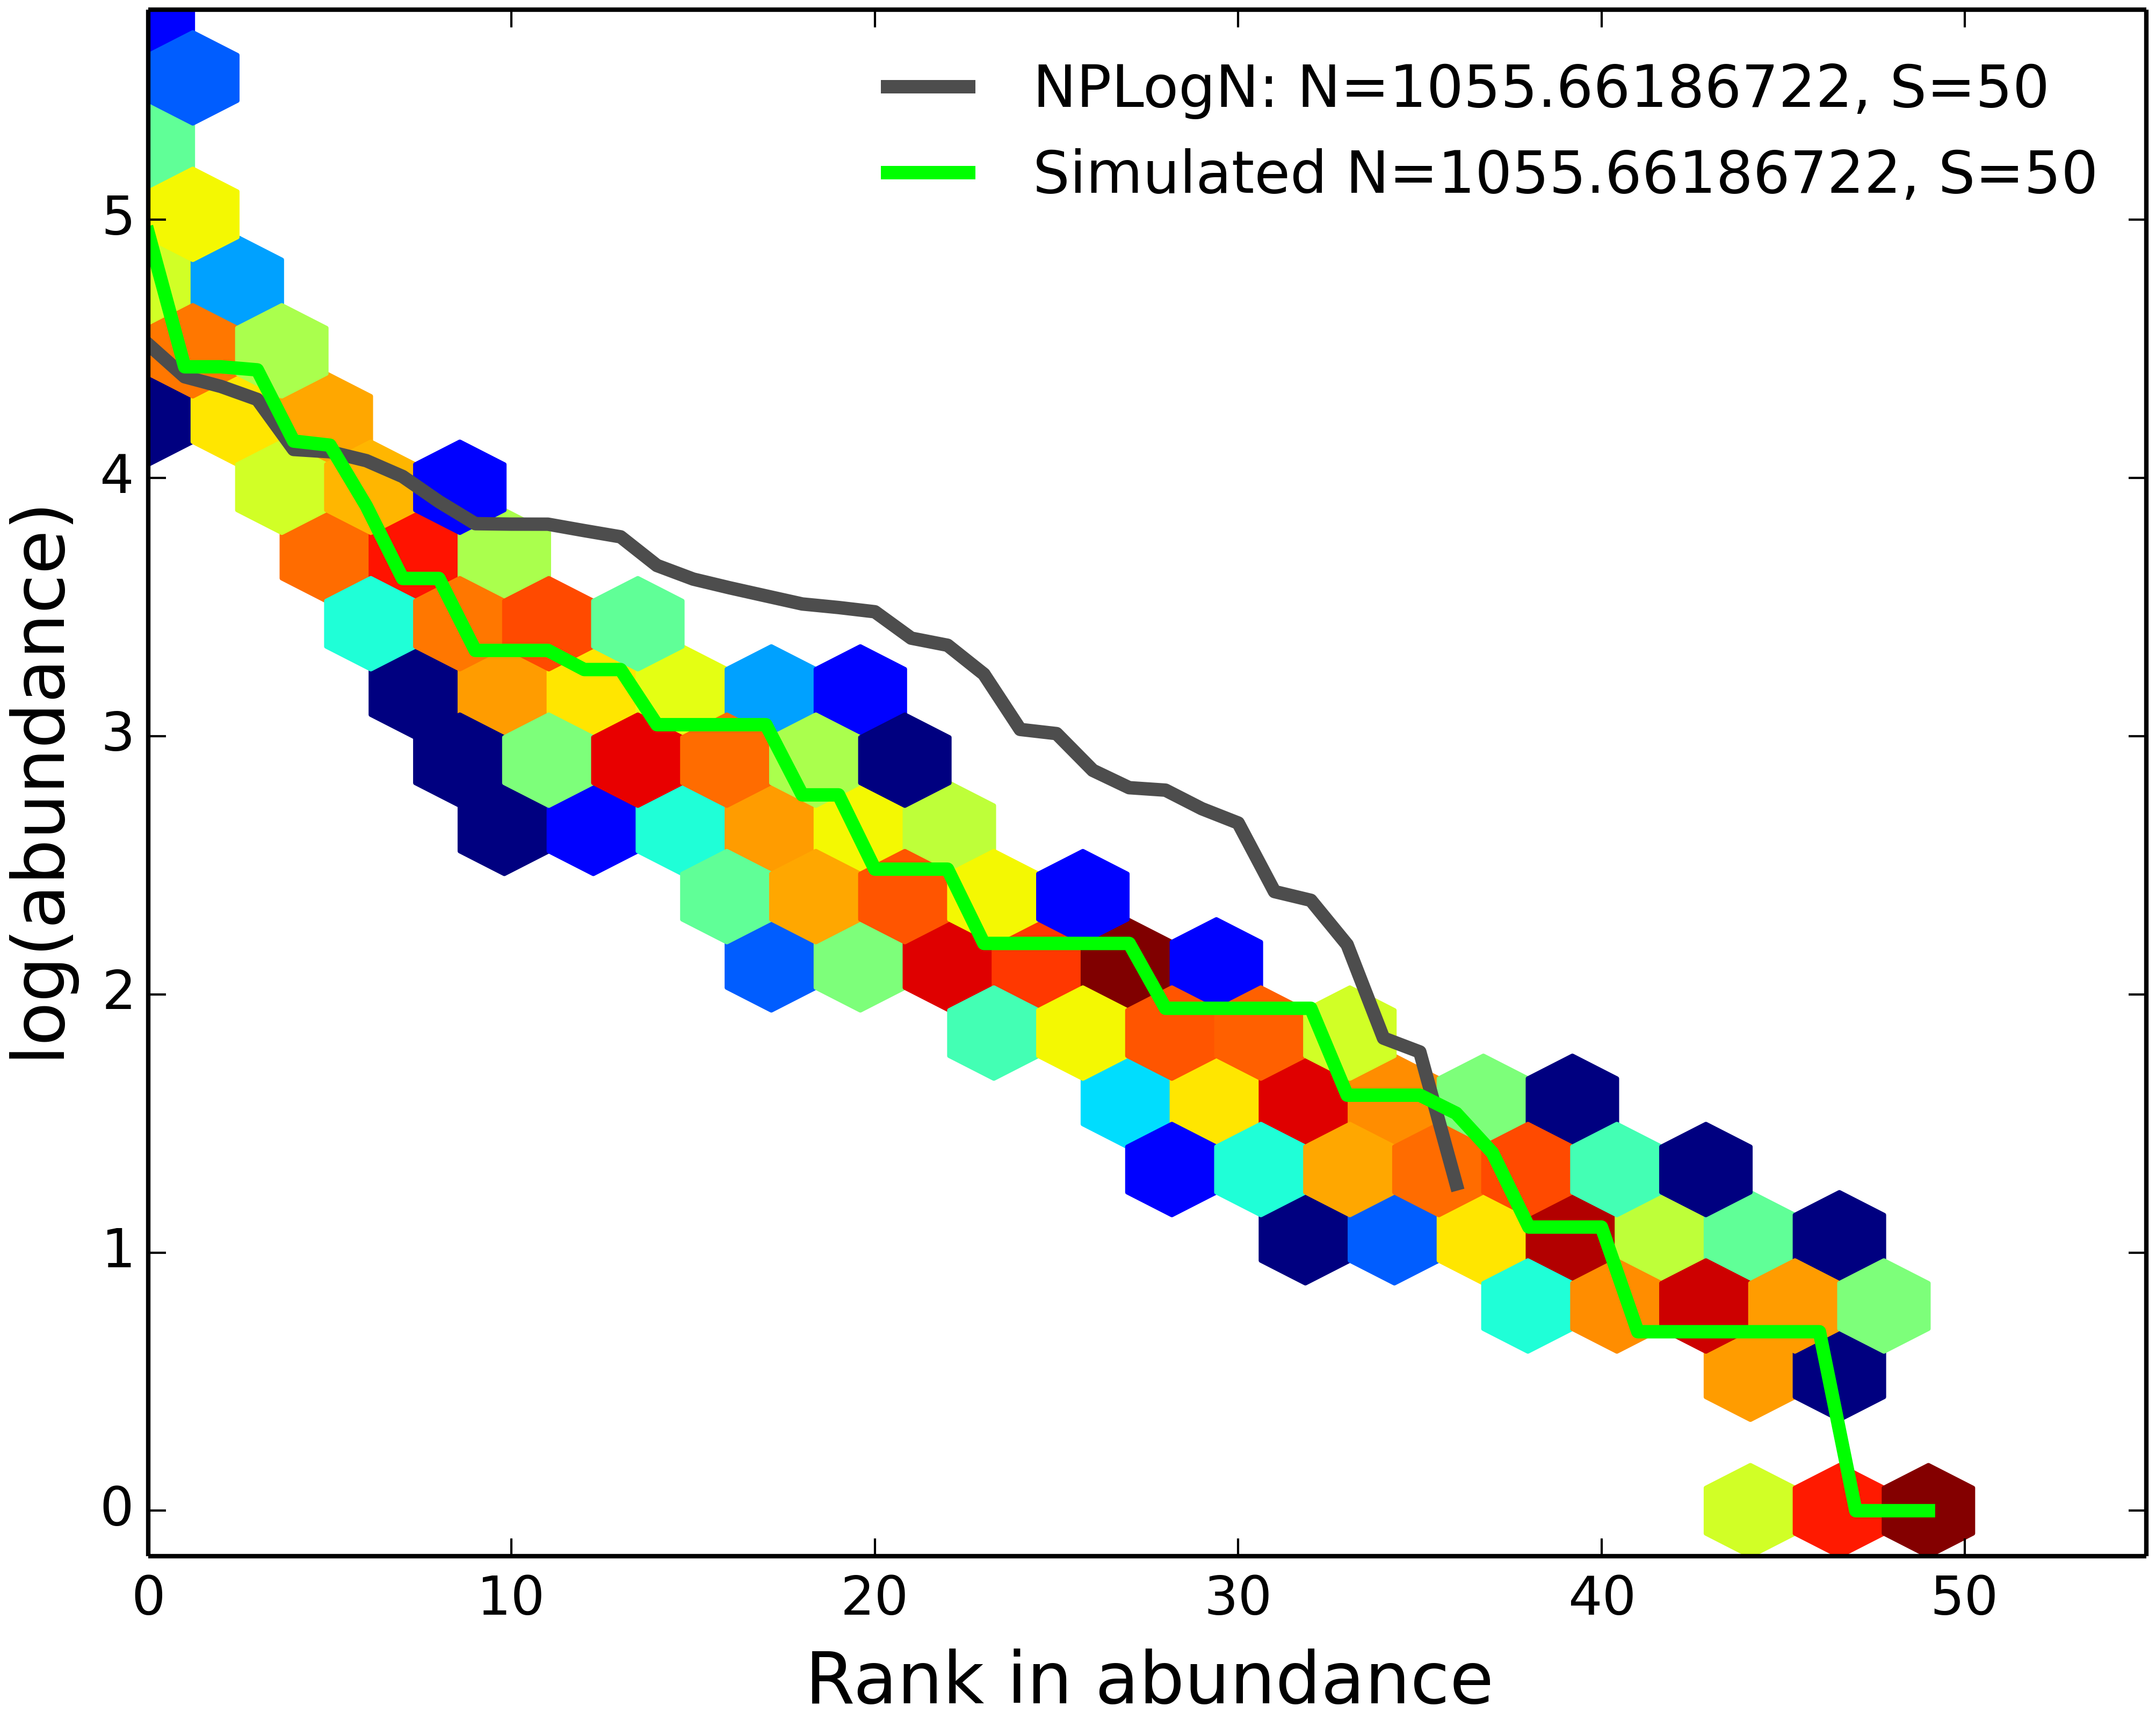 NPLogN: N=1055.66186722, S=50
Simulated N=1055.66186722, S=50
5
4
3
2
1
0
log(abundance)
0 10 20 30 40 50
Rank in abundance